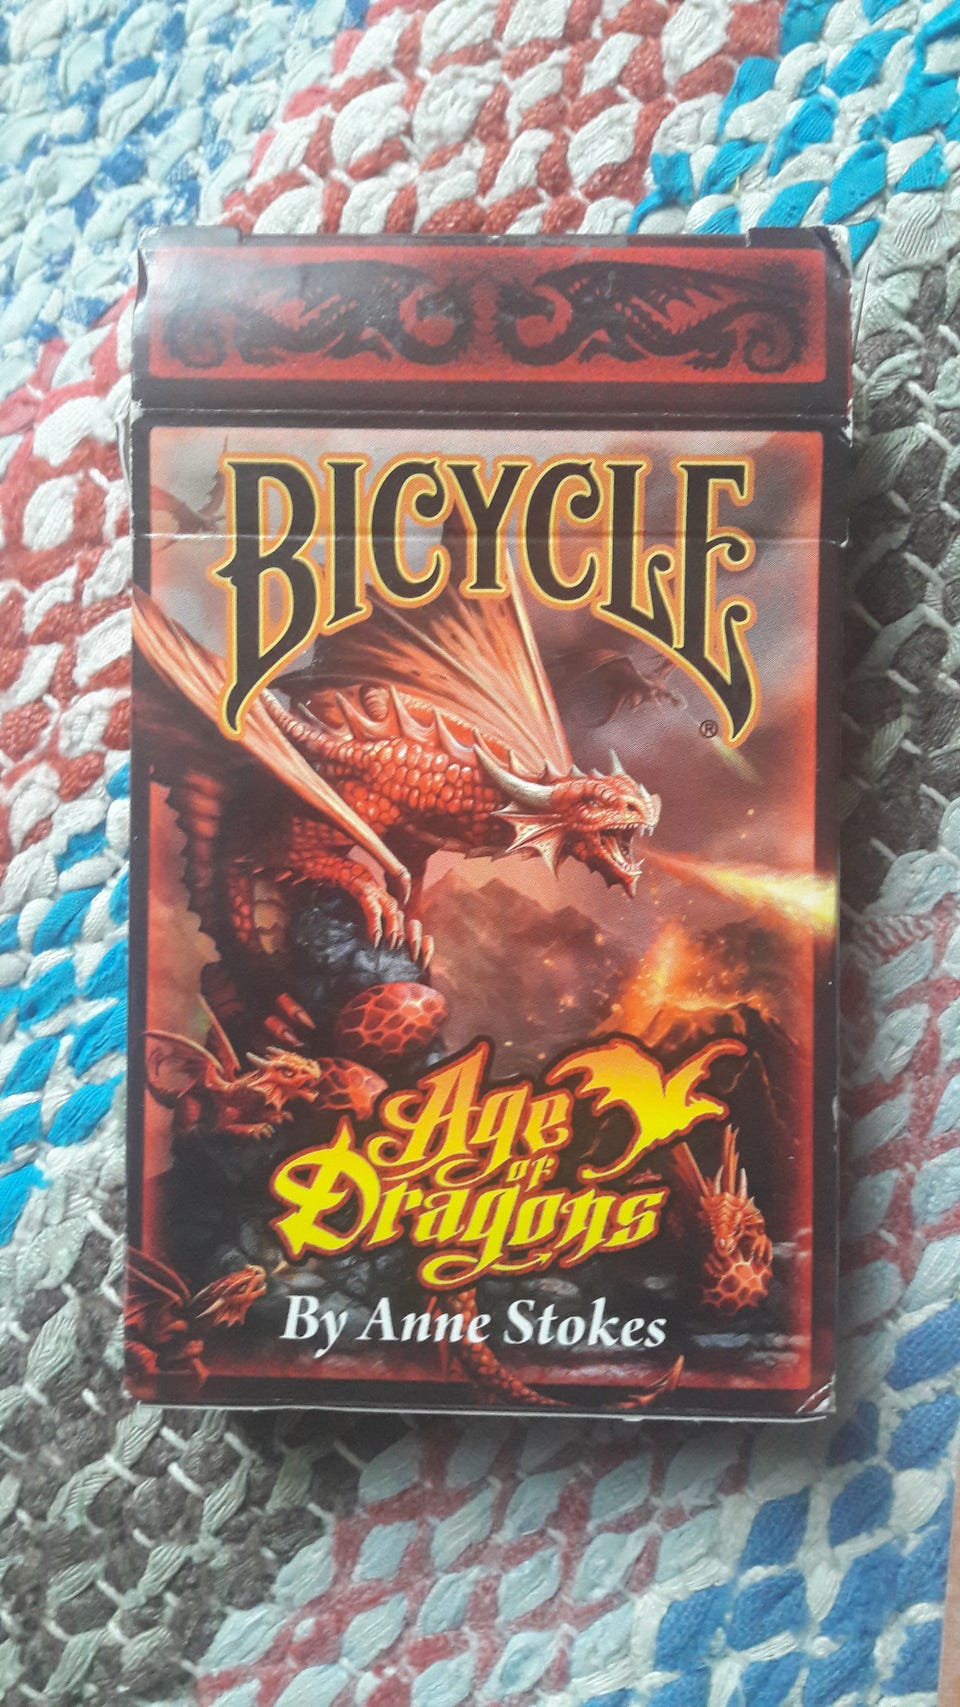 BICYCLE
®
Age
of
Dragons
By Anne Stokes